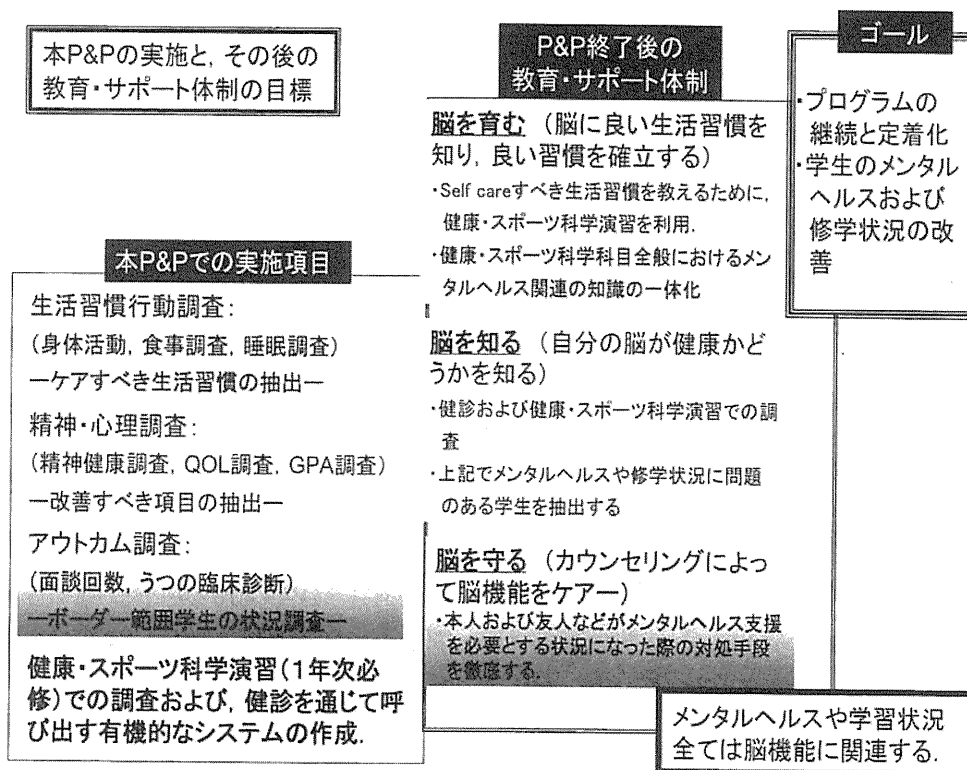 本P&Pの実施と，その後の
教育・サポート体制の目標
本P&Pでの実施項目
生活習慣行動調査：
(身体活動，食事調査，睡眠調査)
―ケアすべき生活習慣の抽出―
精神・心理調査：
(精神健康調査，QOL調査，GPA調査)
―改善すべき項目の抽出―
アウトカム調査：
(面談回数，うつの臨床診断)
―ボーダー範囲学生の状況調査―
健康・スポーツ科学演習(1年次必
修)での調査および，健診を通じて呼
び出す有機的なシステムの作成.
P&P終了後の
教育・サポート体制
脳を育む （脳に良い生活習慣を
知り，良い習慣を確立する）
・Self careすべき生活習慣を教えるために，
健康・スポーツ科学演習を利用.
・健康・スポーツ科学科目全般におけるメン
タルヘルス関連の知識の一体化
脳を知る （自分の脳が健康かど
うかを知る）
・健診および健康・スポーツ科学演習での調
査
・上記でメンタルヘルスや修学状況に問題
のある学生を抽出する
脳を守る （カウンセリングによっ
て脳機能をケアー）
・本人および友人などがメンタルヘルス支援
を必要とする状況になった際の対処手段
を徹底する.
ゴール
・プログラムの
継続と定着化
・学生のメンタル
ヘルスおよび
修学状況の改
善
メンタルヘルスや学習状況
全ては脳機能に関連する.